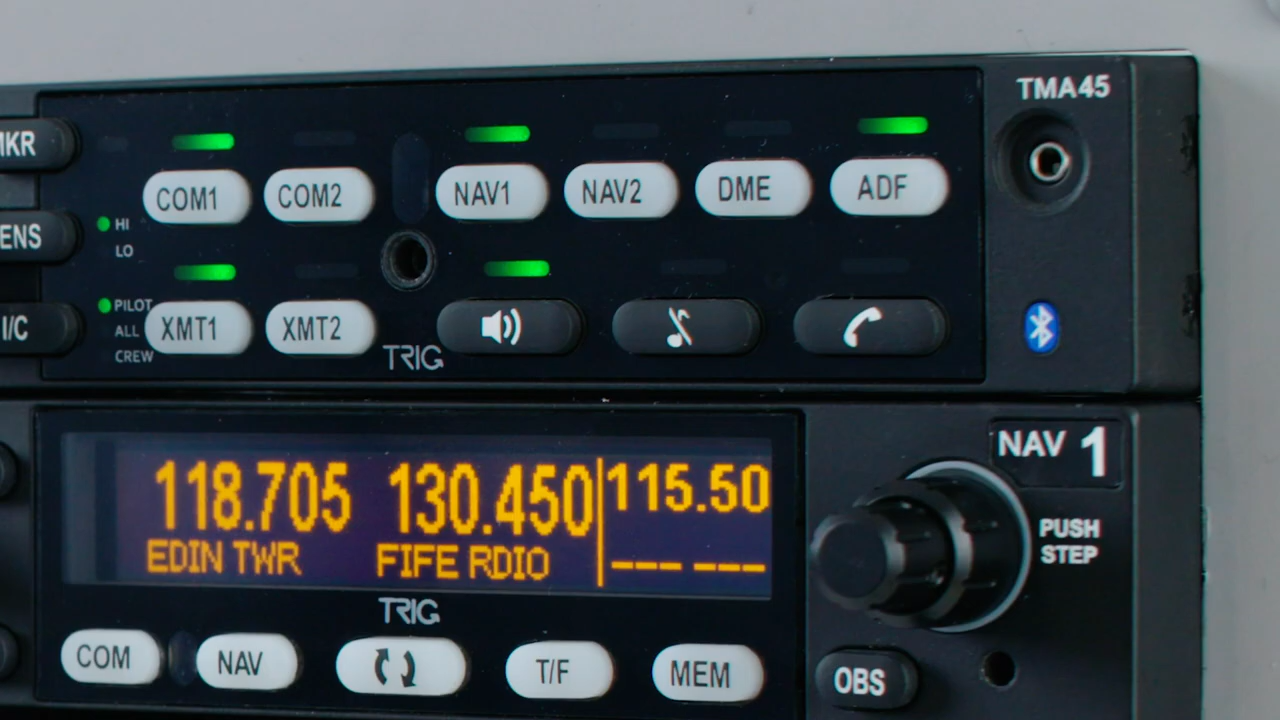 TMA45
MKR
COM1 COM2 NAV1 NAV2 DME ADF
HI
ENS
LO
PILOT
I/C
ALL
XMT1 XMT2
CREW
TRIG
NAV 1
118.705 130.450 115.50
EDIN TWR FIFE RDIO --- ---
PUSH
STEP
TRIG
COM NAV T/F MEM
OBS